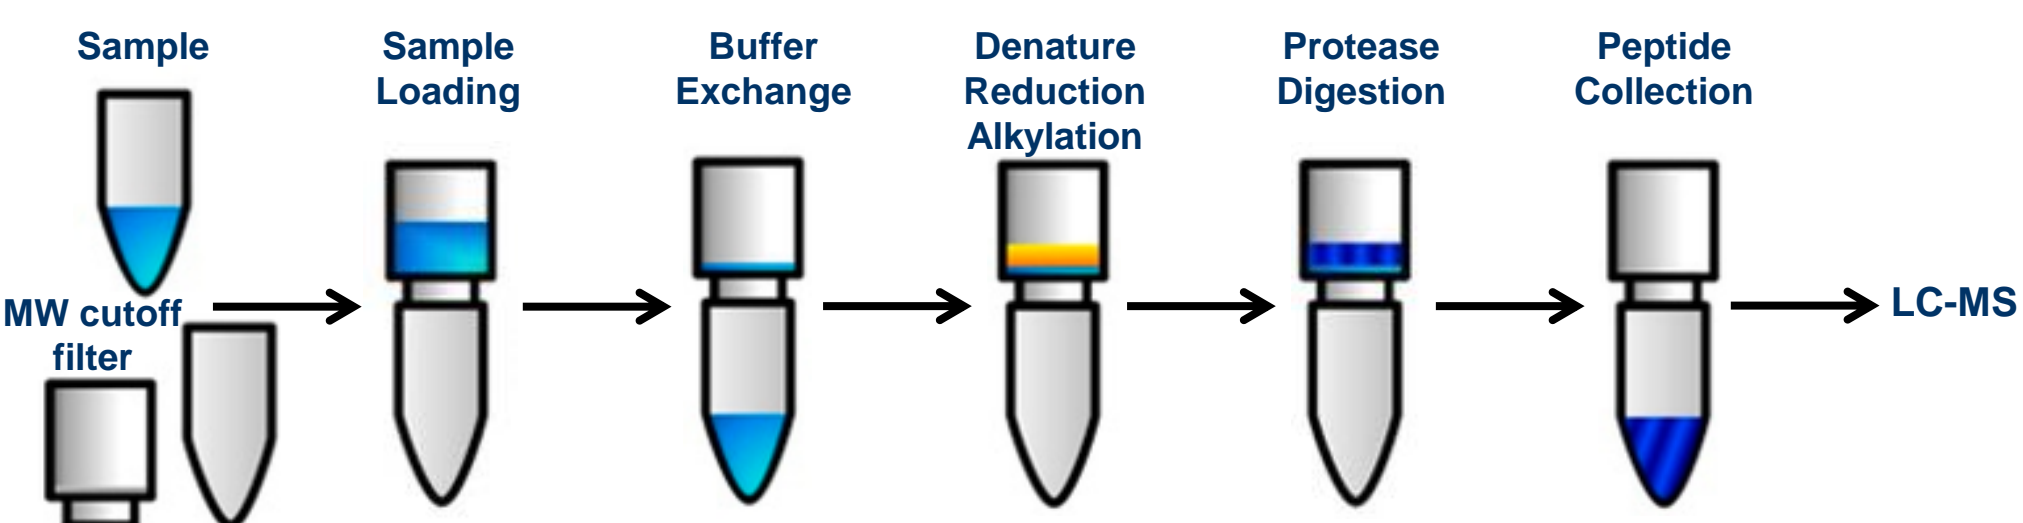 Sample
MW cutoff
filter
Sample
Loading
Buffer
Exchange
Denature
Reduction
Alkylation
Protease
Digestion
Peptide
Collection
LC-MS